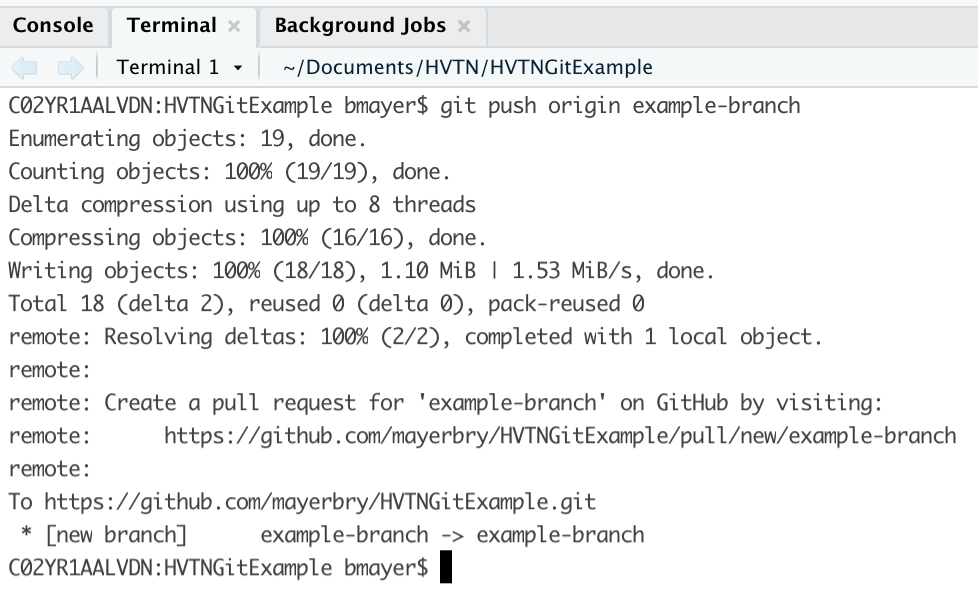 Console Terminal Background Jobs
Terminal 1 ~/Documents/HVTN/HVTNGitExample
C02YR1AALVDN:HVTNGitExample bmayer$ git push origin example-branch
Enumerating objects: 19, done.
Counting objects: 100% (19/19), done.
Delta compression using up to 8 threads
Compressing objects: 100% (16/16), done.
Writing objects: 100% (18/18), 1.10 MiB | 1.53 MiB/s, done.
Total 18 (delta 2), reused 0 (delta 0), pack-reused 0
remote: Resolving deltas: 100% (2/2), completed with 1 local object.
remote:
remote: Create a pull request for 'example-branch' on GitHub by visiting:
remote:      https://github.com/mayerbry/HVTNGitExample/pull/new/example-branch
remote:
To https://github.com/mayerbry/HVTNGitExample.git
 * [new branch]      example-branch -> example-branch
C02YR1AALVDN:HVTNGitExample bmayer$